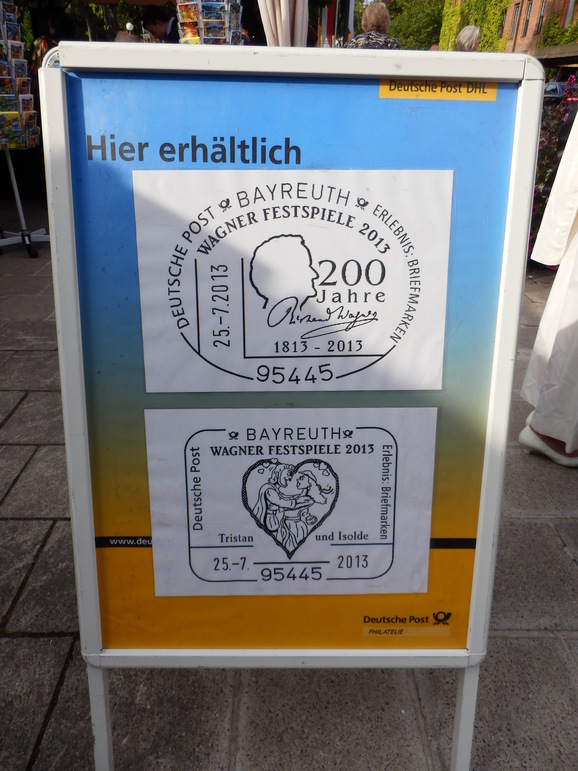 Deutsche Post DHL
Hier erhältlich
DEUTSCHE POST BAYREUTH ERLEBNIS: BRIEFMARKEN
WAGNER FESTSPIELE 2013
25.-7.2013
200
Jahre
Richard Wagner
1813 - 2013
95445
BAYREUTH
WAGNER FESTSPIELE 2013
Deutsche Post
Erlebnis: Briefmarken
Tristan und Isolde
25.-7. 2013
95445
Deutsche Post
PHILATELIE